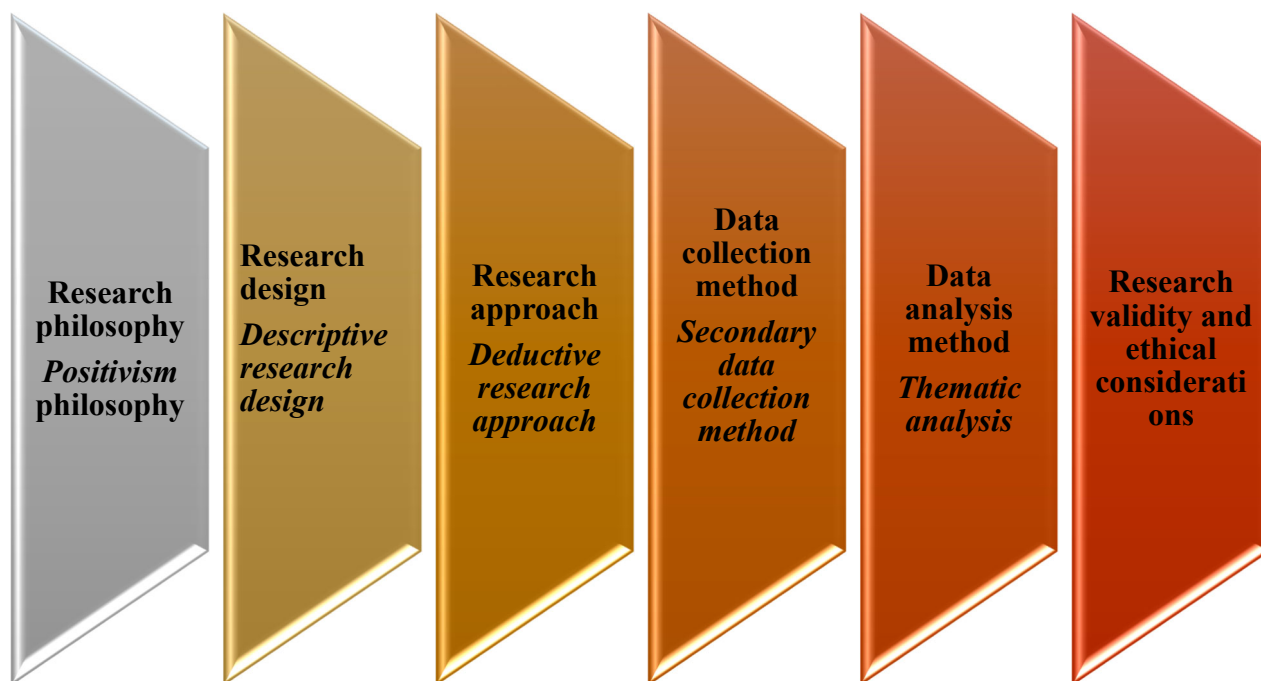 Research
philosophy
Positivism
philosophy
Research
design
Descriptive
research
design
Research
approach
Deductive
research
approach
Data
collection
method
Secondary
data
collection
method
Data
analysis
method
Thematic
analysis
Research
validity and
ethical
considerati
ons